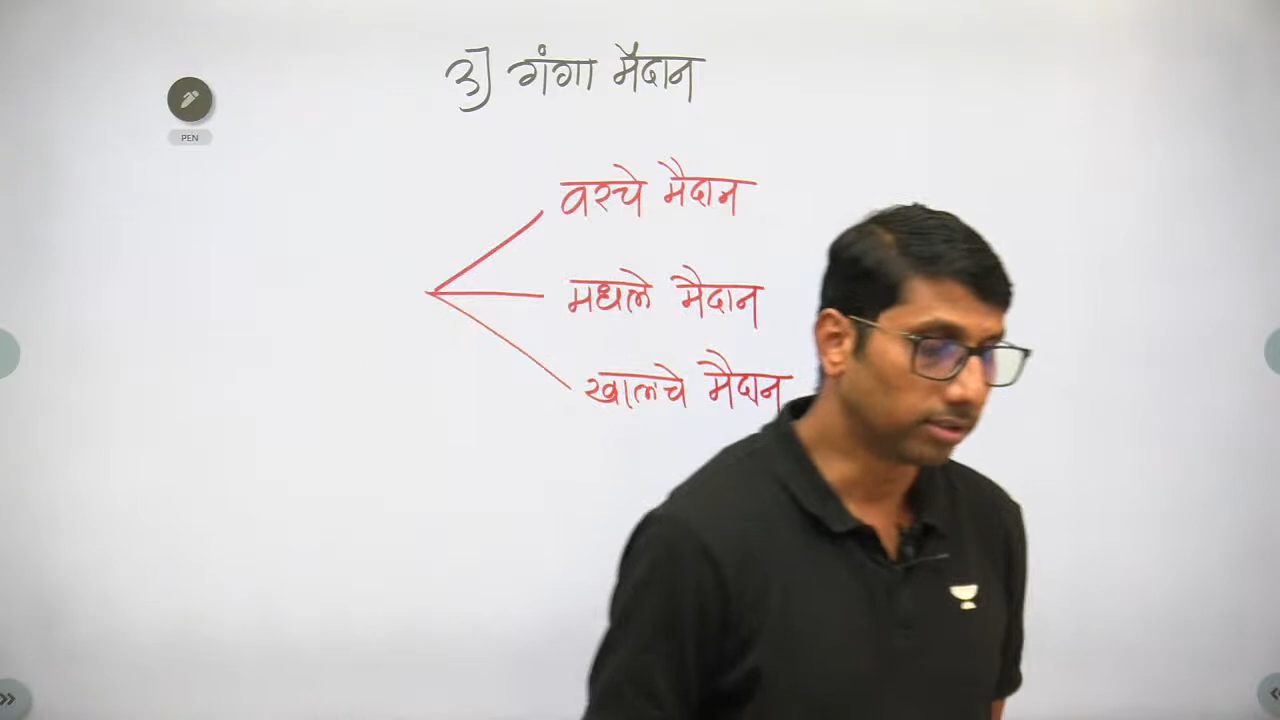 ३] गंगा मैदान
PEN
वरचे मैदान
मधले मैदान
खालचे मैदान